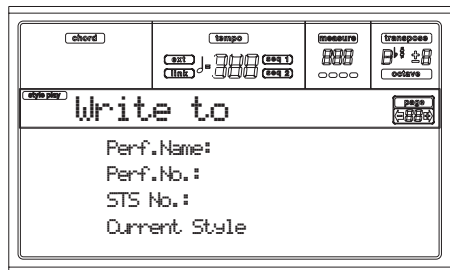 chord tempo measure transpose
ext seq 1
link seq 2
octave
style play Write to page
Perf.Name:
Perf.No.:
STS No.:
Current Style